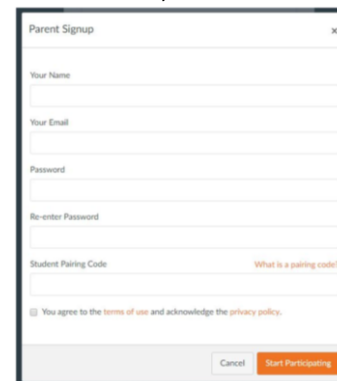 Parent Signup ×
Your Name
Your Email
Password
Re-enter Password
Student Pairing Code What is a pairing code?
You agree to the terms of use and acknowledge the privacy policy.
Cancel Start Participating